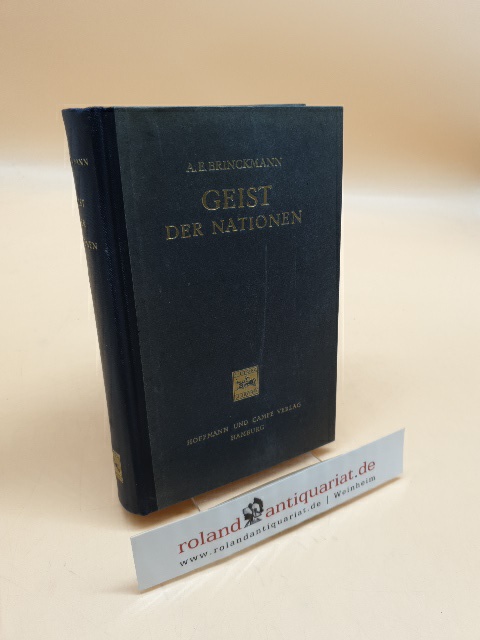 A.E.BRINCKMANN
GEIST
DER NATIONEN
HOFFMANN UND CAMPE VERLAG
HAMBURG
roland antiquariat.de
www.rolandantiquariat.de | Weinheim